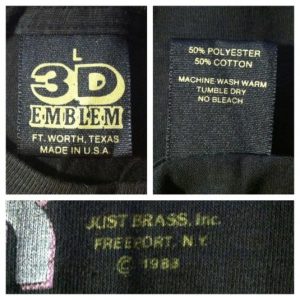 L
3D
EMBLEM
FT. WORTH, TEXAS
MADE IN U.S.A.
50% POLYESTER
50% COTTON
MACHINE WASH WARM
TUMBLE DRY
NO BLEACH
JUST BRASS, Inc.
FREEPORT, N.Y.
© 1983